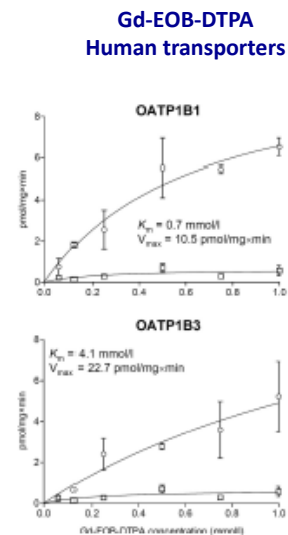 Gd-EOB-DTPA
Human transporters
OATP1B1
8
6
4
2
0
pmol/mg×min
Km = 0.7 mmol/l
Vmax = 10.5 pmol/mg×min
0.0 0.2 0.4 0.6 0.8 1.0
OATP1B3
8
6
4
2
0
pmol/mg×min
Km = 4.1 mmol/l
Vmax = 22.7 pmol/mg×min
0.0 0.2 0.4 0.6 0.8 1.0
Gd-EOB-DTPA concentration (mmol/l)